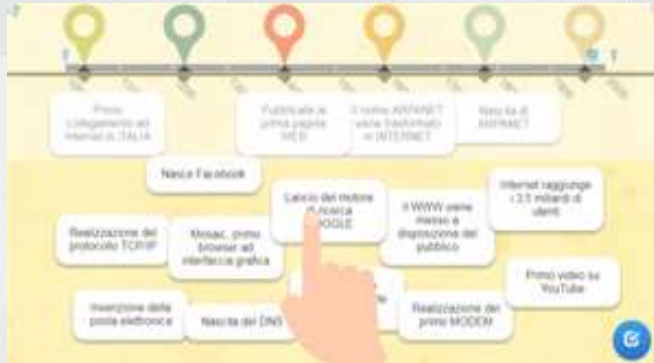 Primo
collegamento ad
Internet in ITALIA
Pubblicata la
prima pagina
WEB
Il nome ARPANET
viene trasformato
in INTERNET
Nascita di
ARPANET
Nasce Facebook
Lancio del motore
di ricerca
GOOGLE
Internet raggiunge
i 3.5 miliardi di
utenti
Realizzazione del
protocollo TCP/IP
Mosaic, primo
browser ad
interfaccia grafica
Il WWW viene
messo a
disposizione del
pubblico
Primo video su
YouTube
Invenzione della
posta elettronica
Nascita del DNS
Realizzazione del
primo MODEM